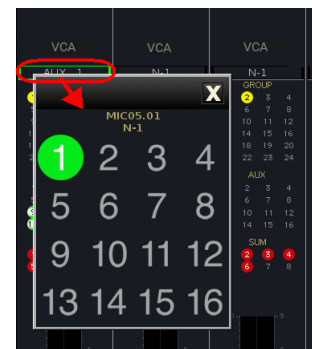 VCA VCA VCA
AUX 1 N-1 N-1
X
MIC05.01
N-1
1 2 3 4
5 6 7 8
9 10 11 12
13 14 15 16
GROUP
2 3 4
6 7 8
10 11 12
14 15 16
18 19 20
22 23 24
AUX
2 3 4
6 7 8
10 11 12
14 15 16
SUM
2 3 4
6 7 8